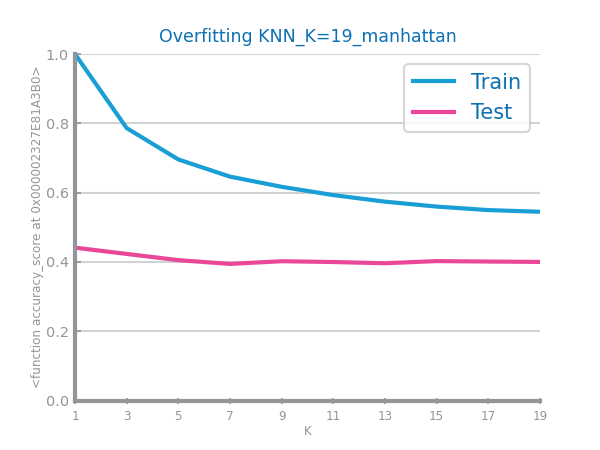 Overfitting KNN_K=19_manhattan
<function accuracy_score at 0x000002327E81A3B0>
1.0
0.8
0.6
0.4
0.2
0.0
Train
Test
1 3 5 7 9 11 13 15 17 19
K